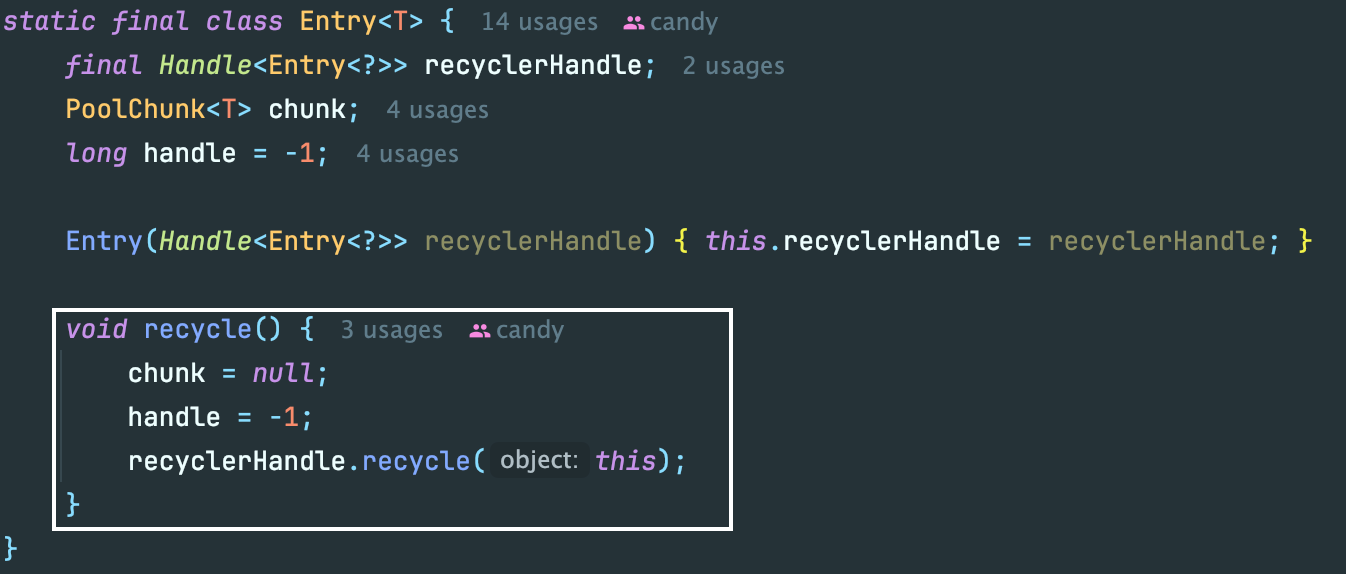 static final class Entry<T> { 14 usages candy
final Handle<Entry<?>> recyclerHandle; 2 usages
PoolChunk<T> chunk; 4 usages
long handle = -1; 4 usages
Entry(Handle<Entry<?>> recyclerHandle) { this.recyclerHandle = recyclerHandle; }
void recycle() { 3 usages candy
chunk = null;
handle = -1;
recyclerHandle.recycle( object: this);
}
}